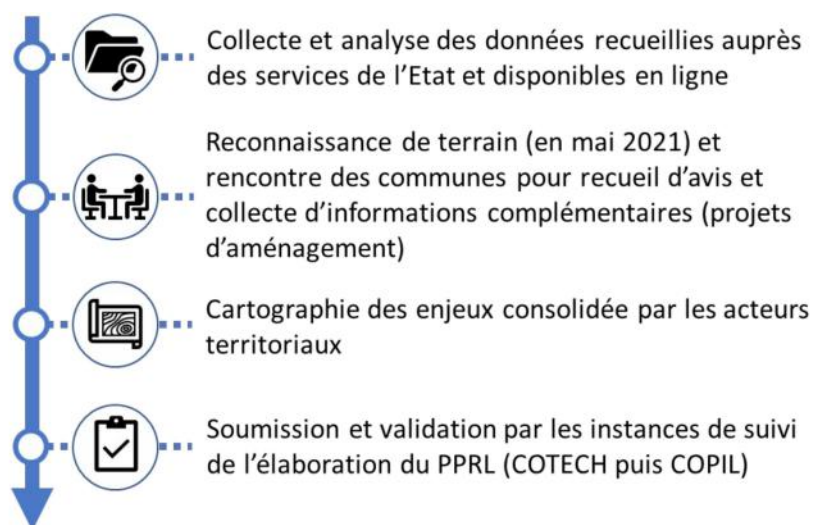 Collecte et analyse des données recueillies auprès
des services de l'Etat et disponibles en ligne
Reconnaissance de terrain (en mai 2021) et
rencontre des communes pour recueil d'avis et
collecte d'informations complémentaires (projets
d'aménagement)
Cartographie des enjeux consolidée par les acteurs
territoriaux
Soumission et validation par les instances de suivi
de l'élaboration du PPRL (COTECH puis COPIL)